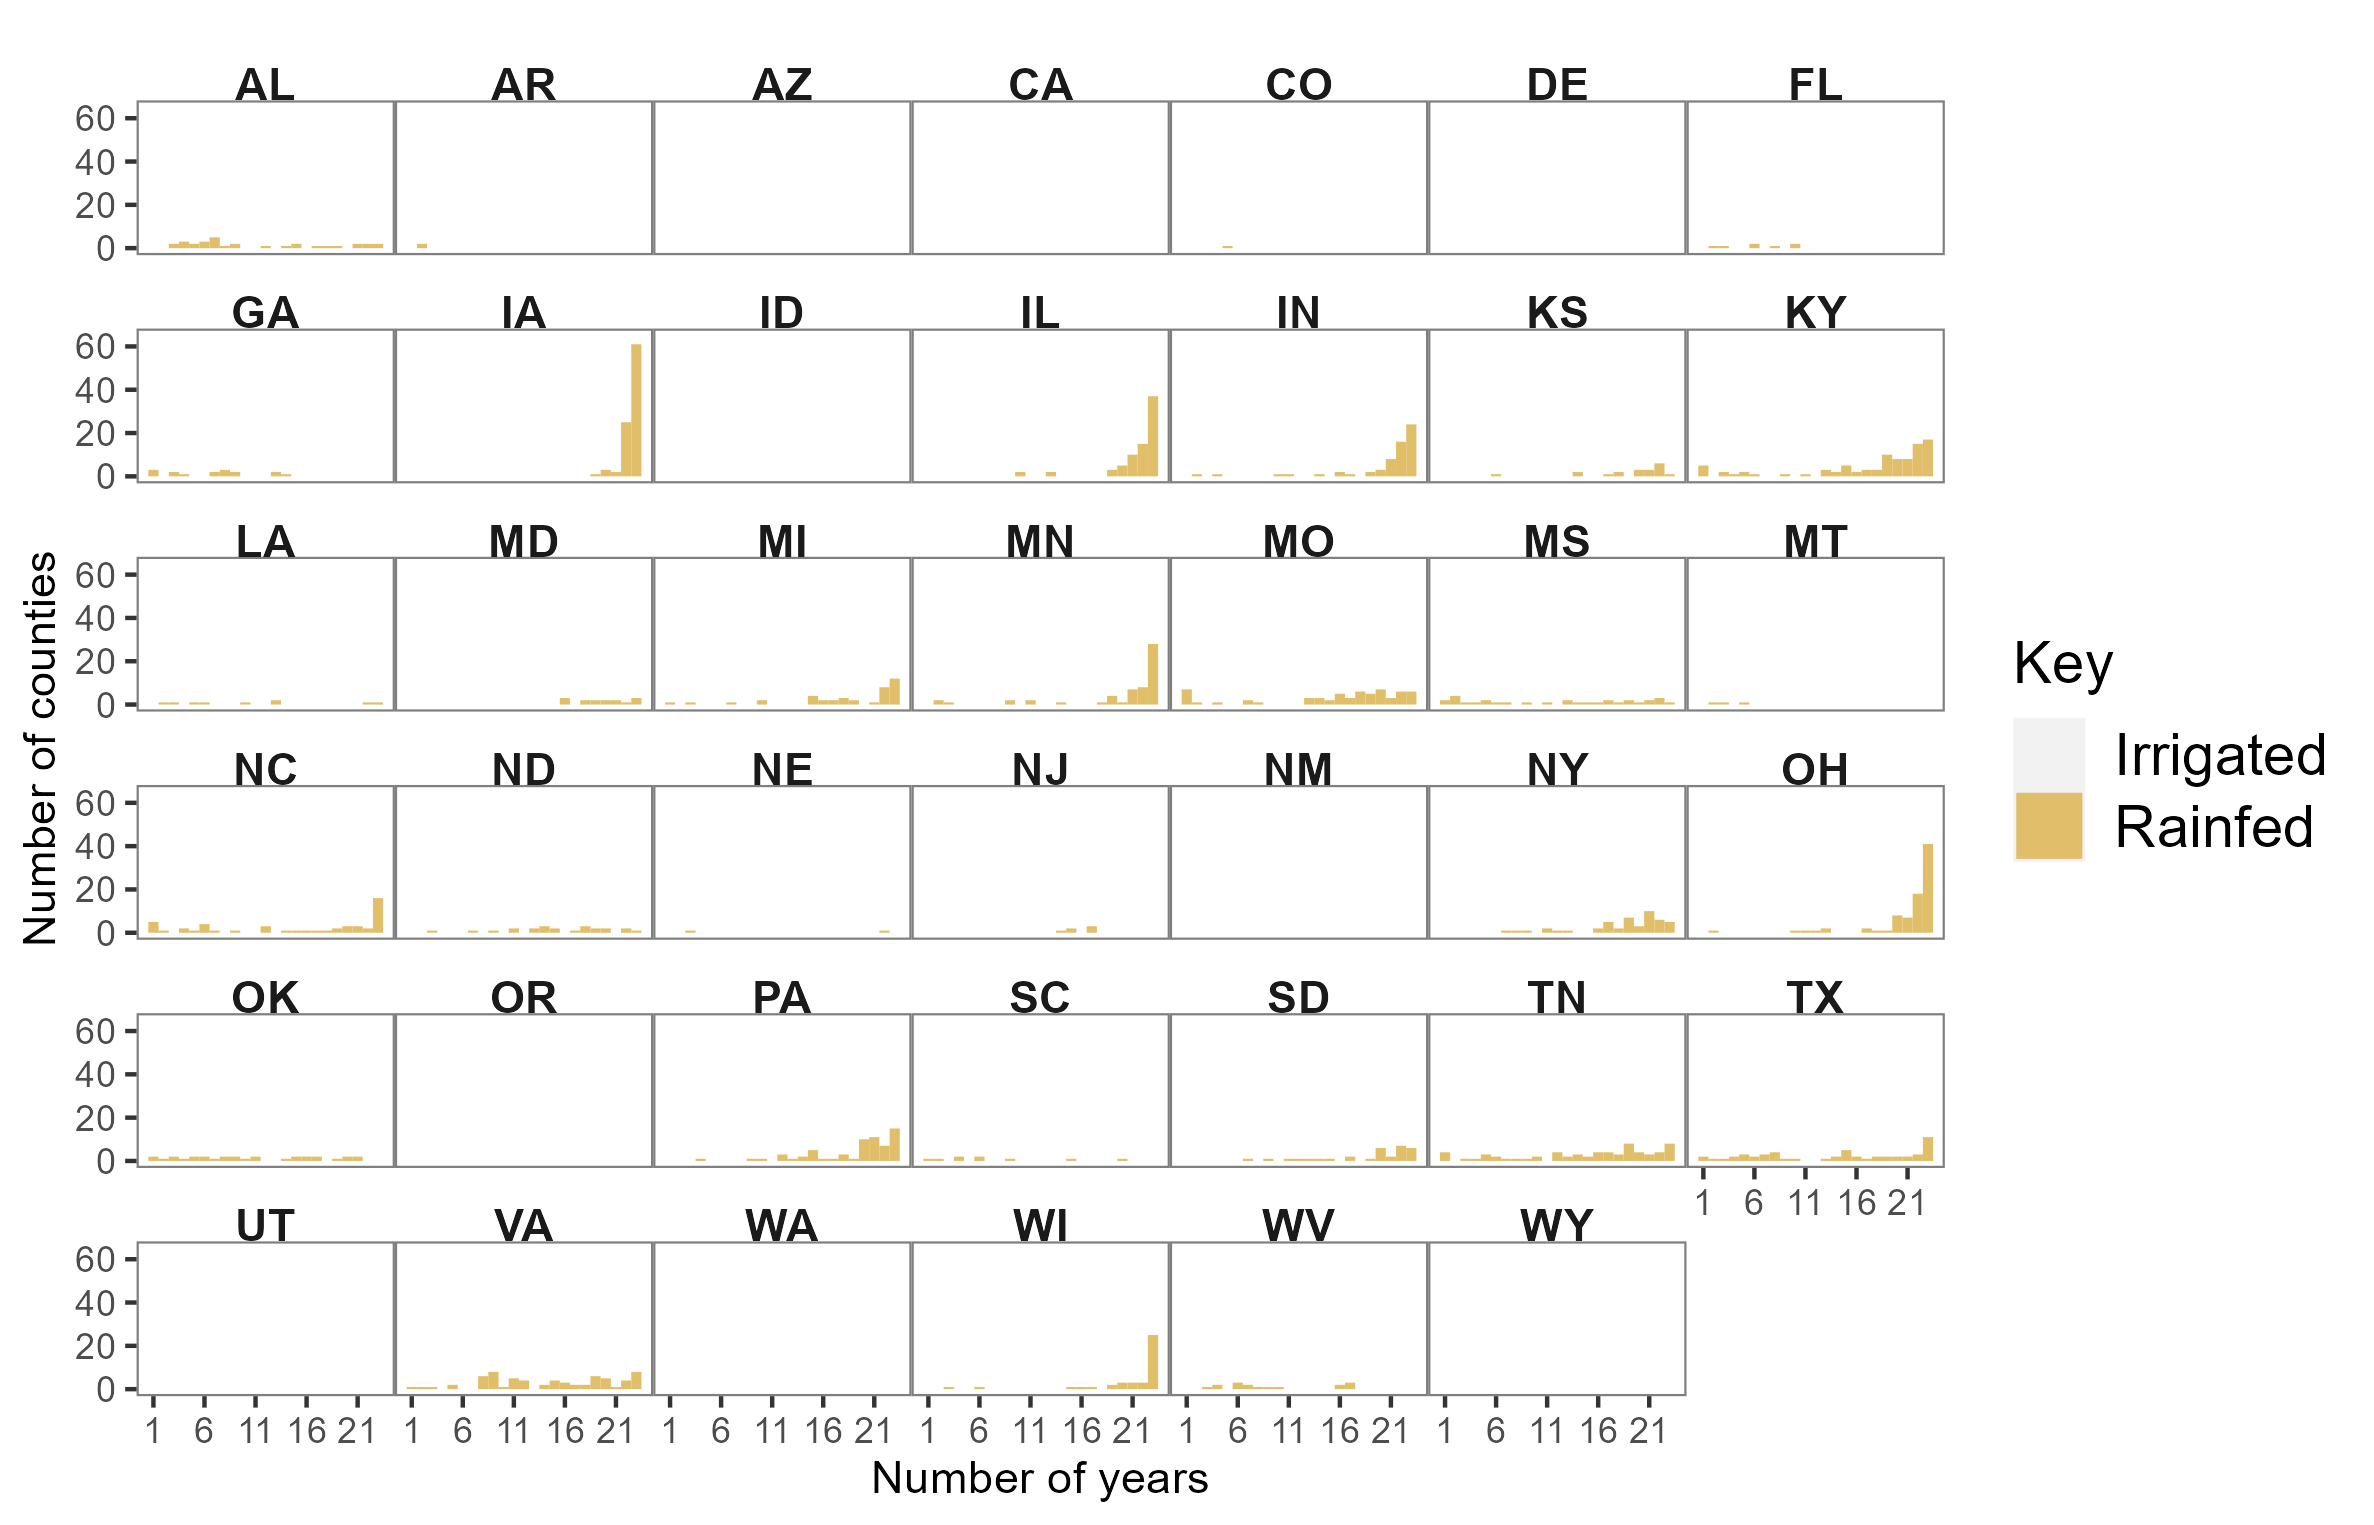 AL AR AZ CA CO DE FL
60
40
20
0
GA IA ID IL IN KS KY
60
40
20
0
LA MD MI MN MO MS MT
60
40
20
0
NC ND NE NJ NM NY OH
60
40
20
0
OK OR PA SC SD TN TX
60
40
20
0
1 6 11 16 21
UT VA WA WI WV WY
60
40
20
0
1 6 11 16 21 1 6 11 16 21 1 6 11 16 21 1 6 11 16 21 1 6 11 16 21 1 6 11 16 21
Number of years
Number of counties
Key
Irrigated
Rainfed